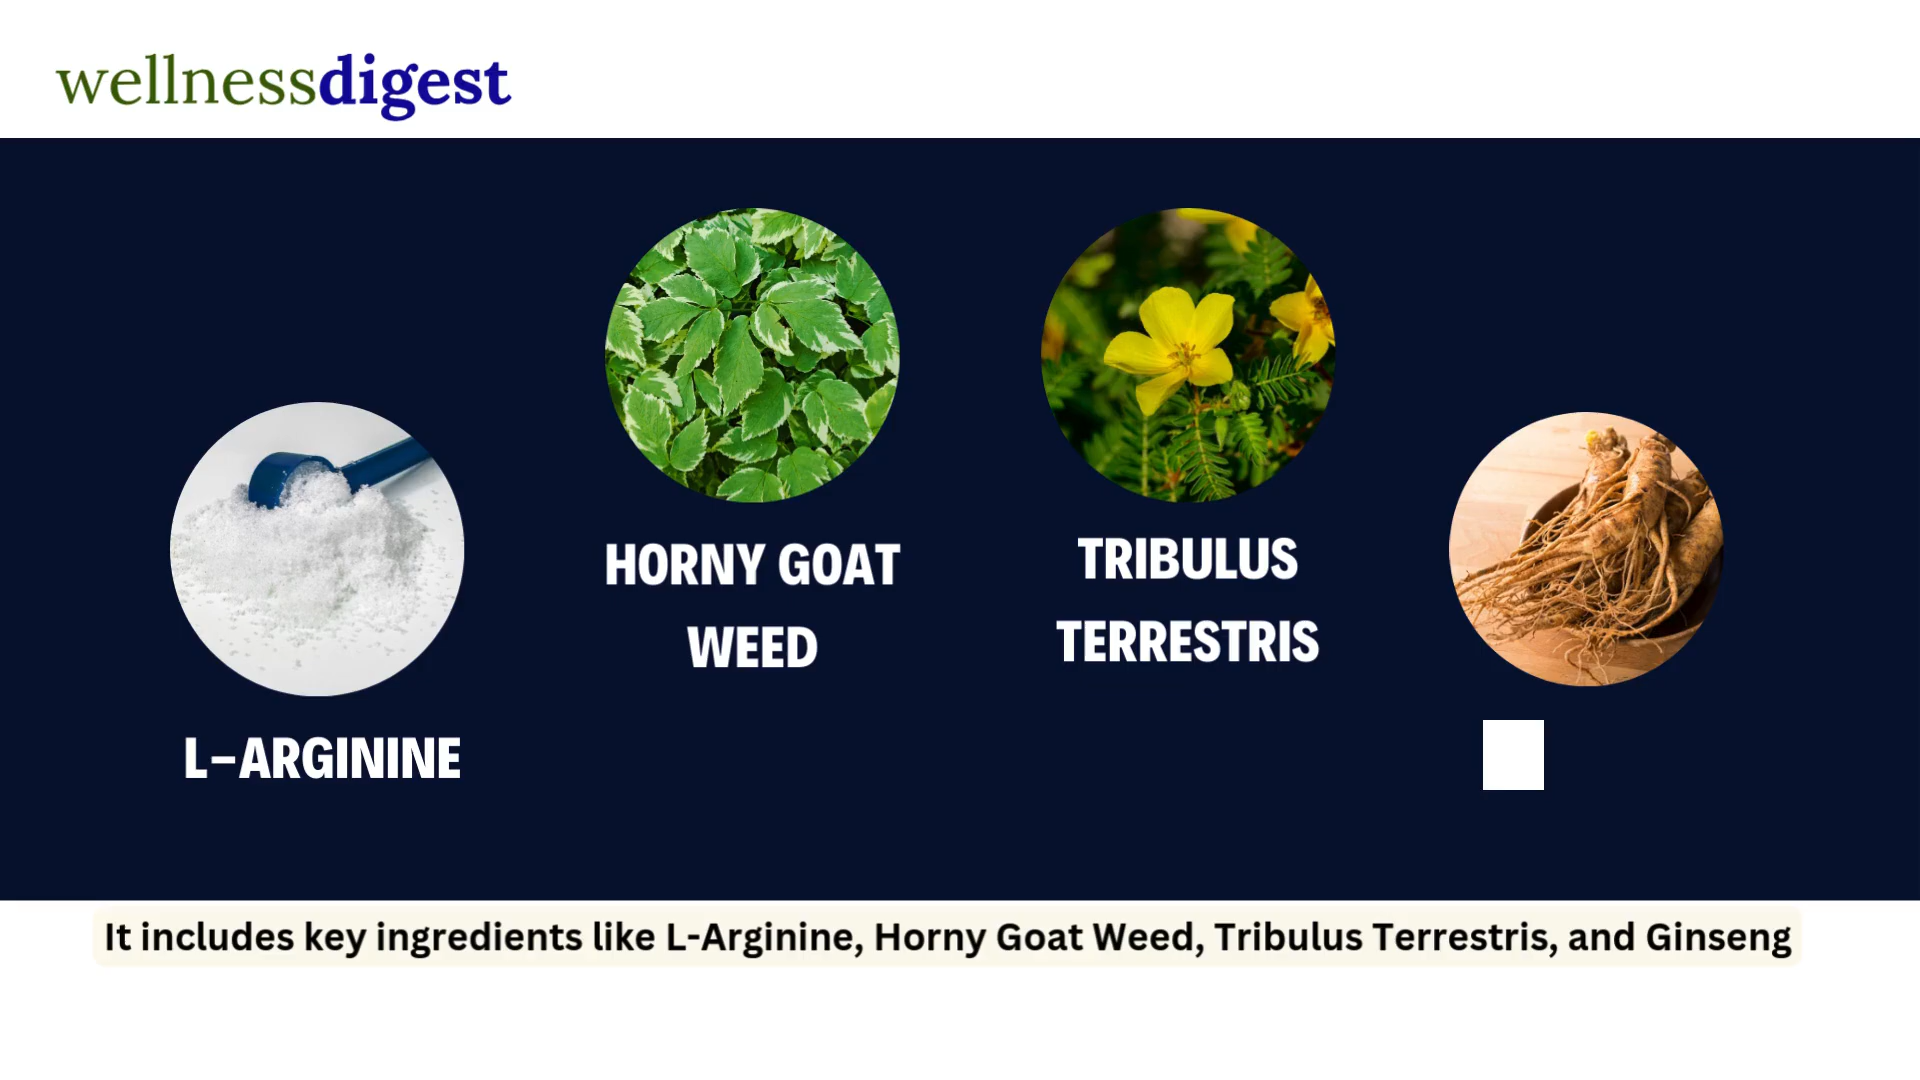 wellnessdigest
HORNY GOAT
WEED
TRIBULUS
TERRESTRIS
L-ARGININE
It includes key ingredients like L-Arginine, Horny Goat Weed, Tribulus Terrestris, and Ginseng